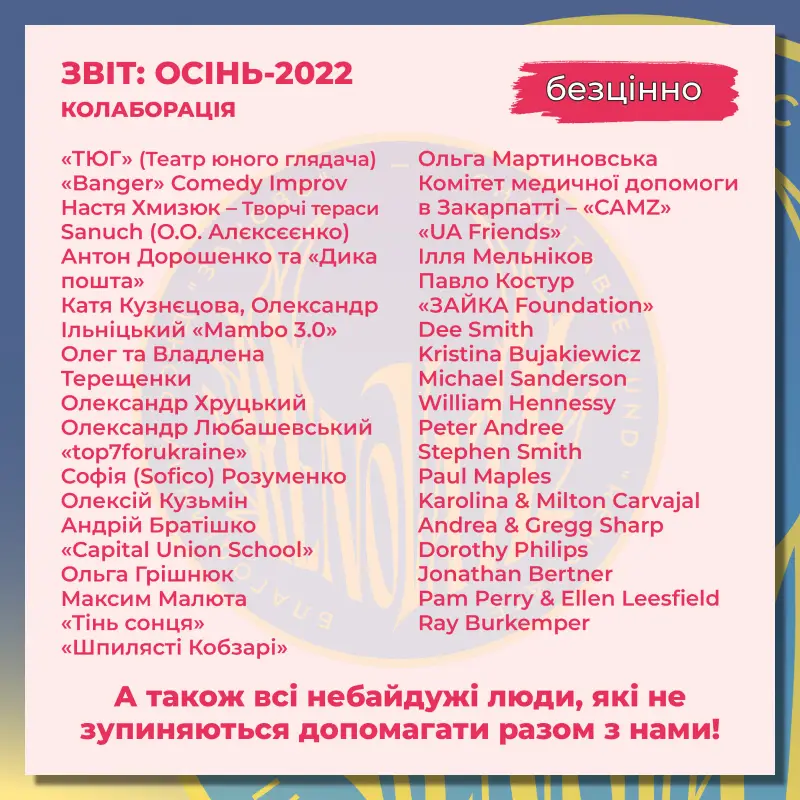 ЗВІТ: ОСІНЬ-2022
КОЛАБОРАЦІЯ
безцінно
«ТЮГ» (Театр юного глядача)
«Banger» Comedy Improv
Настя Хмизюк – Творчі тераси
Sanuch (О.О. Алєксєєнко)
Антон Дорошенко та «Дика
пошта»
Катя Кузнєцова, Олександр
Ільніцький «Mambo 3.0»
Олег та Владлена
Терещенки
Олександр Хруцький
Олександр Любашевський
«top7forukraine»
Софія (Sofico) Розуменко
Олексій Кузьмін
Андрій Братішко
«Capital Union School»
Ольга Грішнюк
Максим Малюта
«Тінь сонця»
«Шпилясті Кобзарі»
Ольга Мартиновська
Комітет медичної допомоги
в Закарпатті – «CAMZ»
«UA Friends»
Ілля Мельніков
Павло Костур
«ЗАЙКА Foundation»
Dee Smith
Kristina Bujakiewicz
Michael Sanderson
William Hennessy
Peter Andree
Stephen Smith
Paul Maples
Karolina & Milton Carvajal
Andrea & Gregg Sharp
Dorothy Philips
Jonathan Bertner
Pam Perry & Ellen Leesfield
Ray Burkemper
А також всі небайдужі люди, які не
зупиняються допомагати разом з нами!